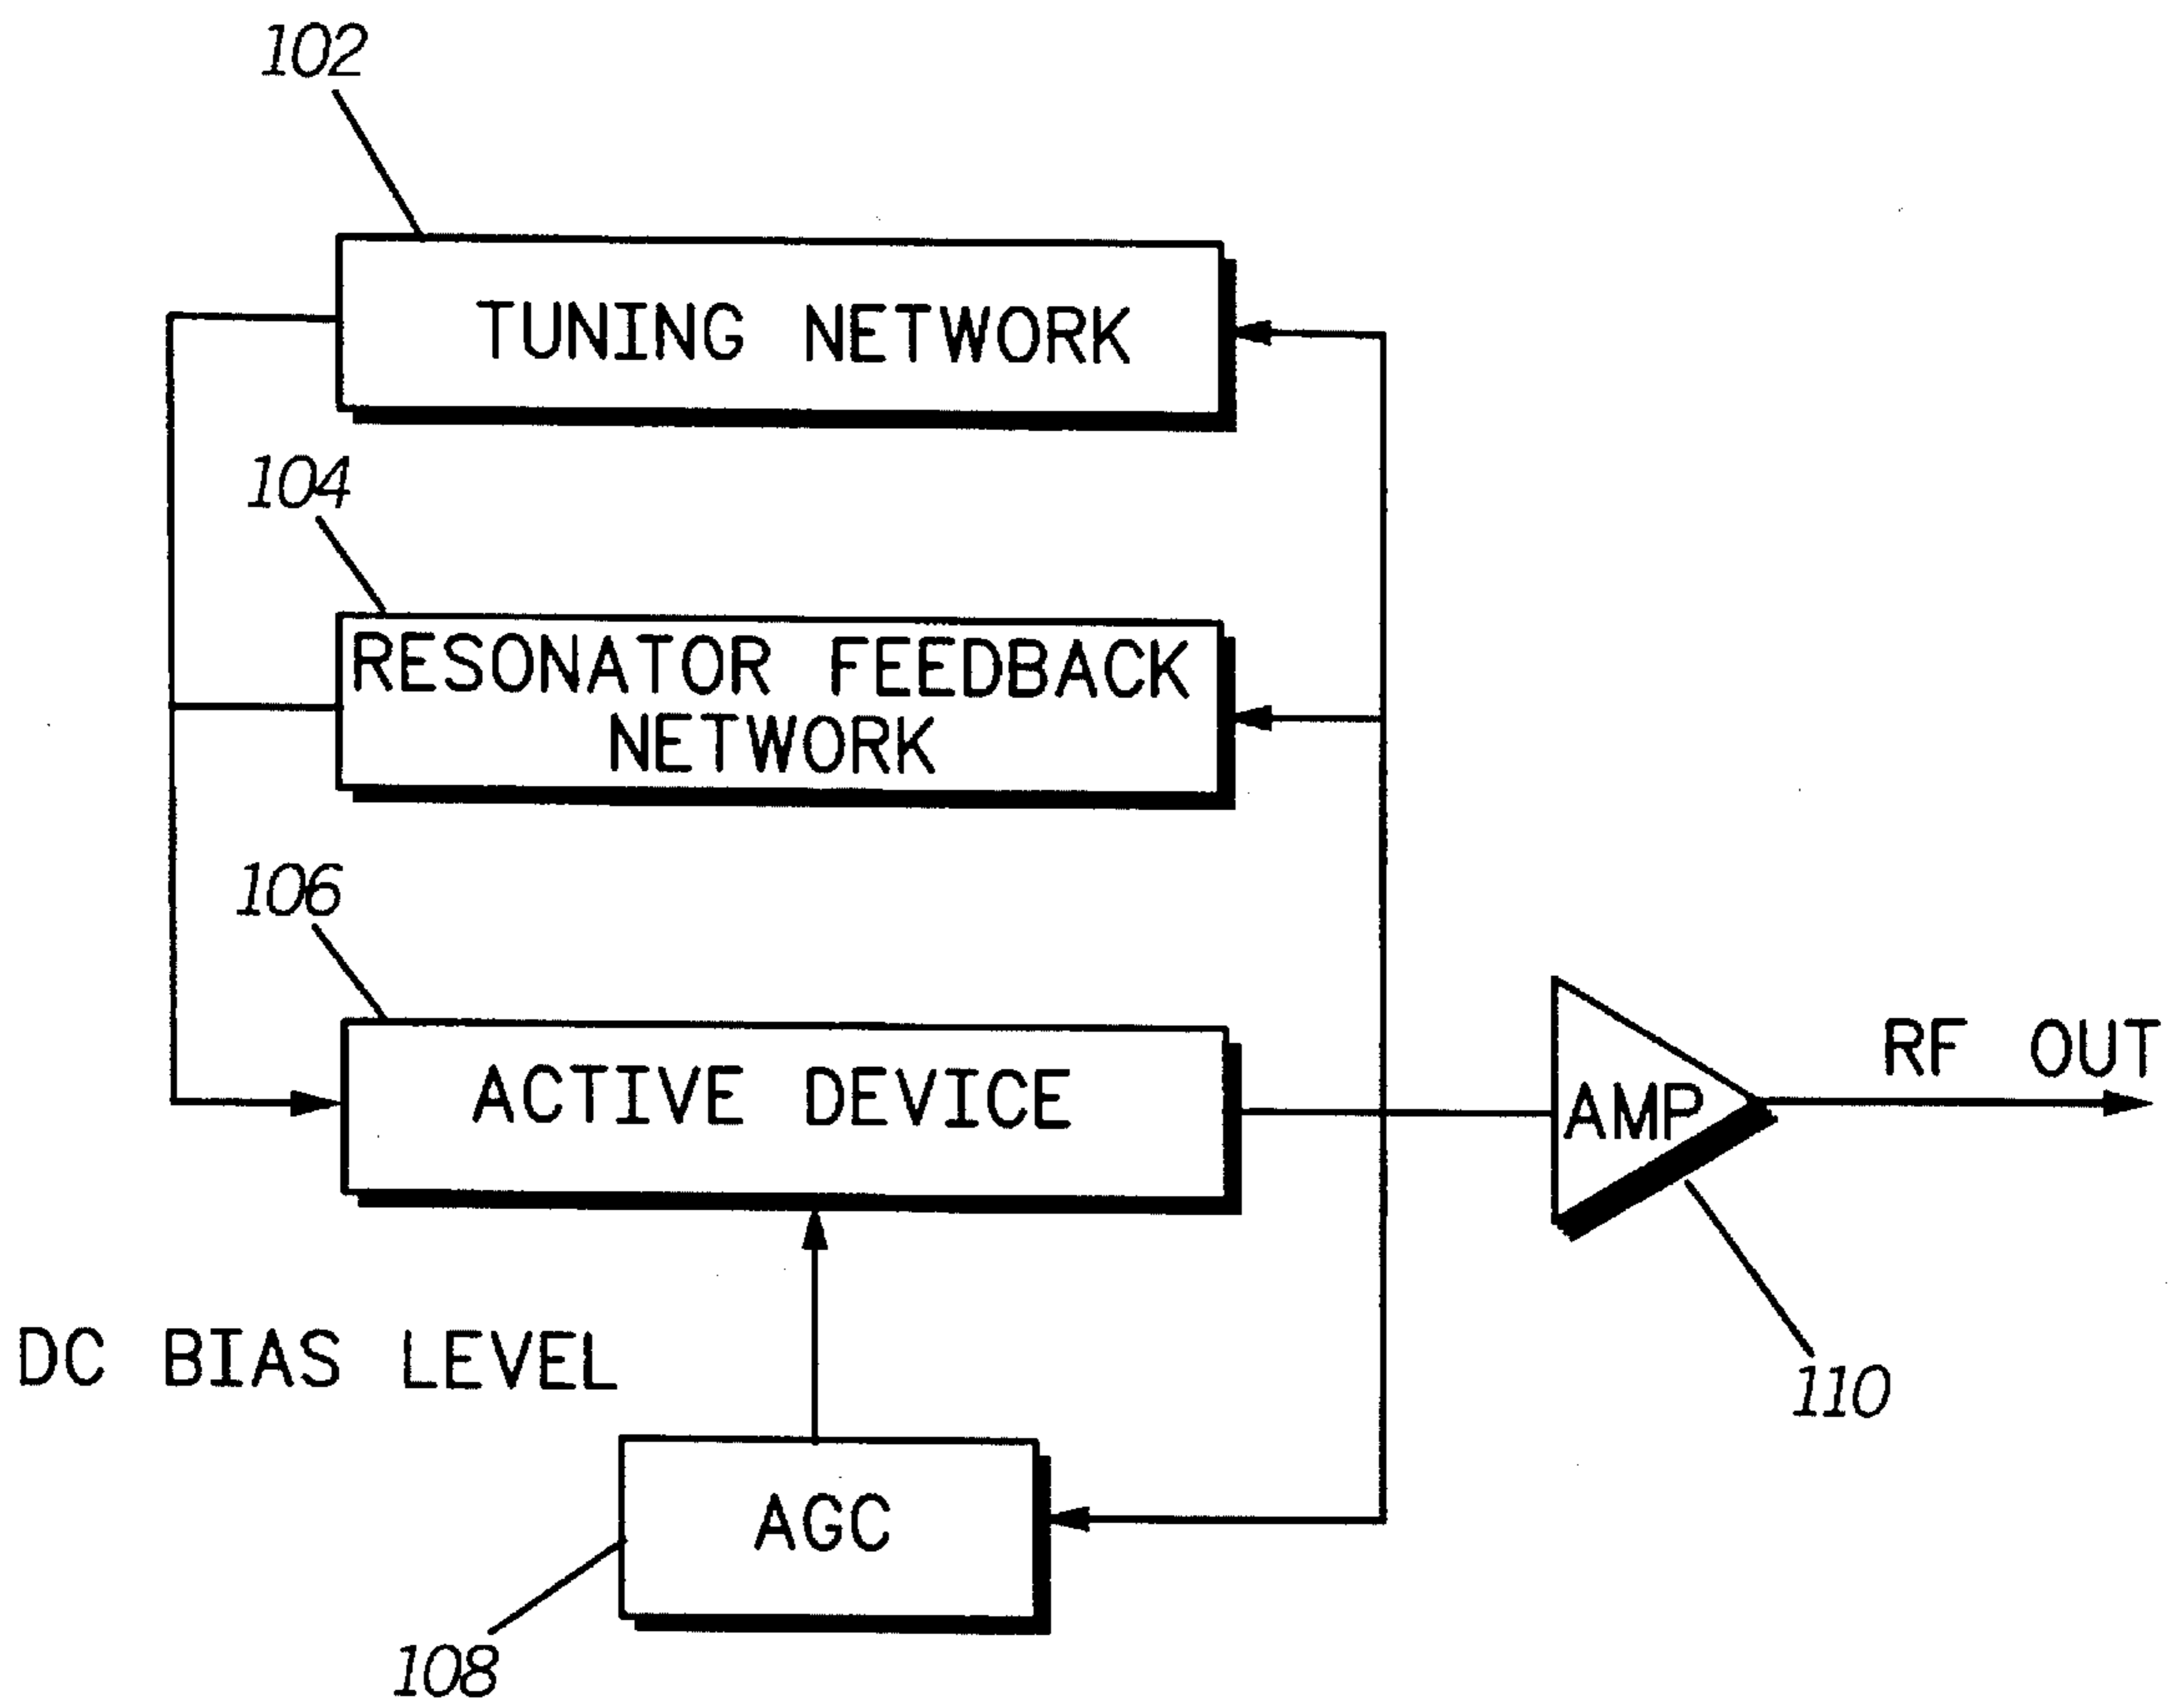 102
TUNING NETWORK
104
RESONATOR FEEDBACK
NETWORK
106
ACTIVE DEVICE
AMP
RF OUT
DC BIAS LEVEL
110
AGC
108